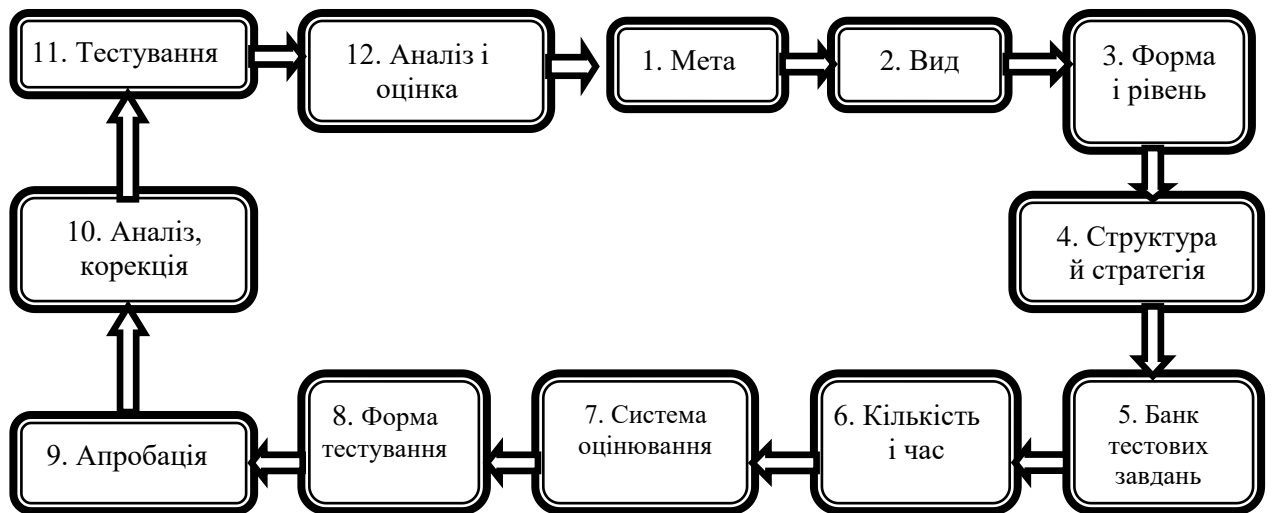 11. Тестування
12. Аналіз і
оцінка
1. Мета
2. Вид
3. Форма
і рівень
10. Аналіз,
корекція
4. Структура
й стратегія
9. Апробація
8. Форма
тестування
7. Система
оцінювання
6. Кількість
і час
5. Банк
тестових
завдань